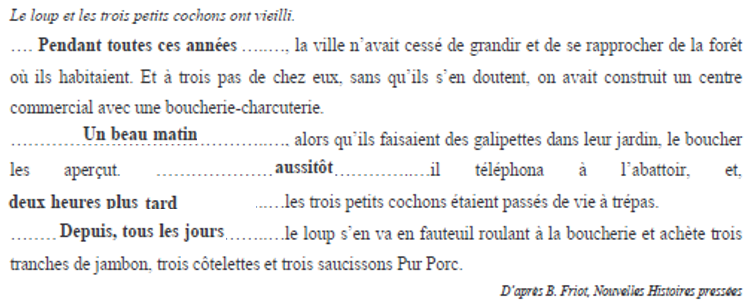 Le loup et les trois petits cochons ont vieilli.
.... Pendant toutes ces années ........, la ville n'avait cessé de grandir et de se rapprocher de la forêt
où ils habitaient. Et à trois pas de chez eux, sans qu'ils s'en doutent, on avait construit un centre
commercial avec une boucherie-charcuterie.
.................. Un beau matin ......................, alors qu'ils faisaient des galipettes dans leur jardin, le boucher
les aperçut. ........................aussitôt....................il téléphona à l'abattoir, et,
deux heures plus tard ......les trois petits cochons étaient passés de vie à trépas.
........ Depuis, tous les jours............le loup s'en va en fauteuil roulant à la boucherie et achète trois
tranches de jambon, trois côtelettes et trois saucissons Pur Porc.
D'après B. Friot, Nouvelles Histoires pressées